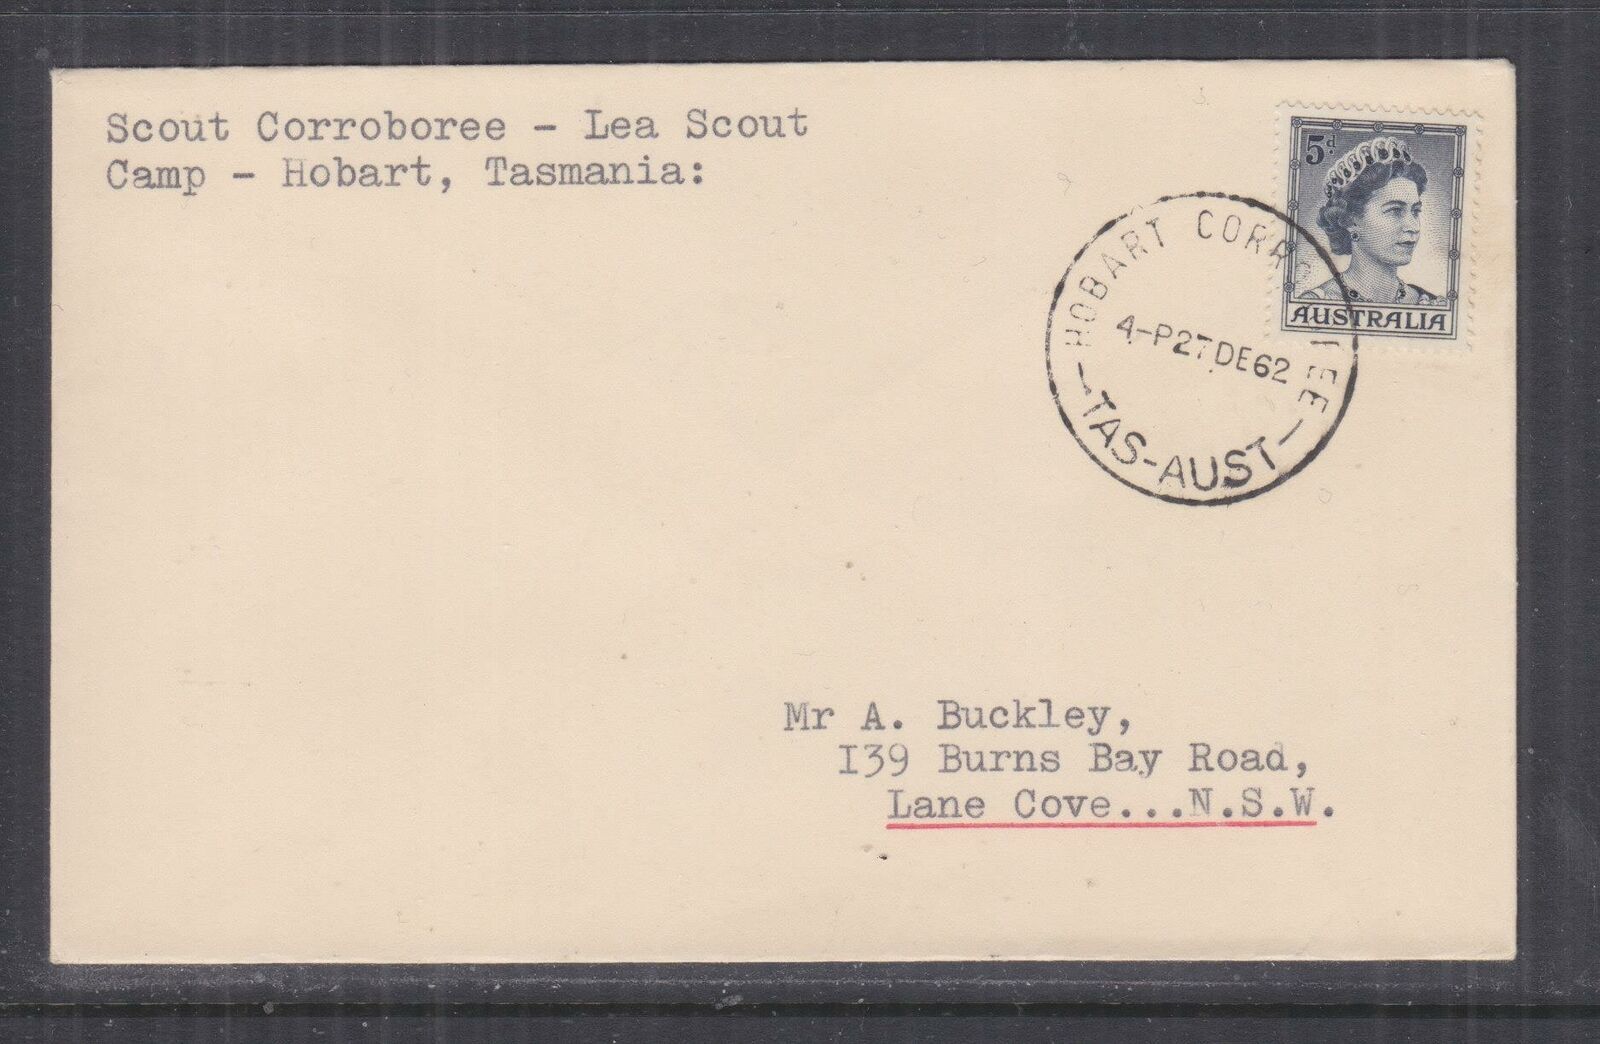 Scout Corroboree - Lea Scout
Camp - Hobart, Tasmania:
5d.
AUSTRALIA
HOBART CORR
4-P27DE62
-TAS-AUST-
Mr A. Buckley,
I39 Burns Bay Road,
Lane Cove...N.S.W.